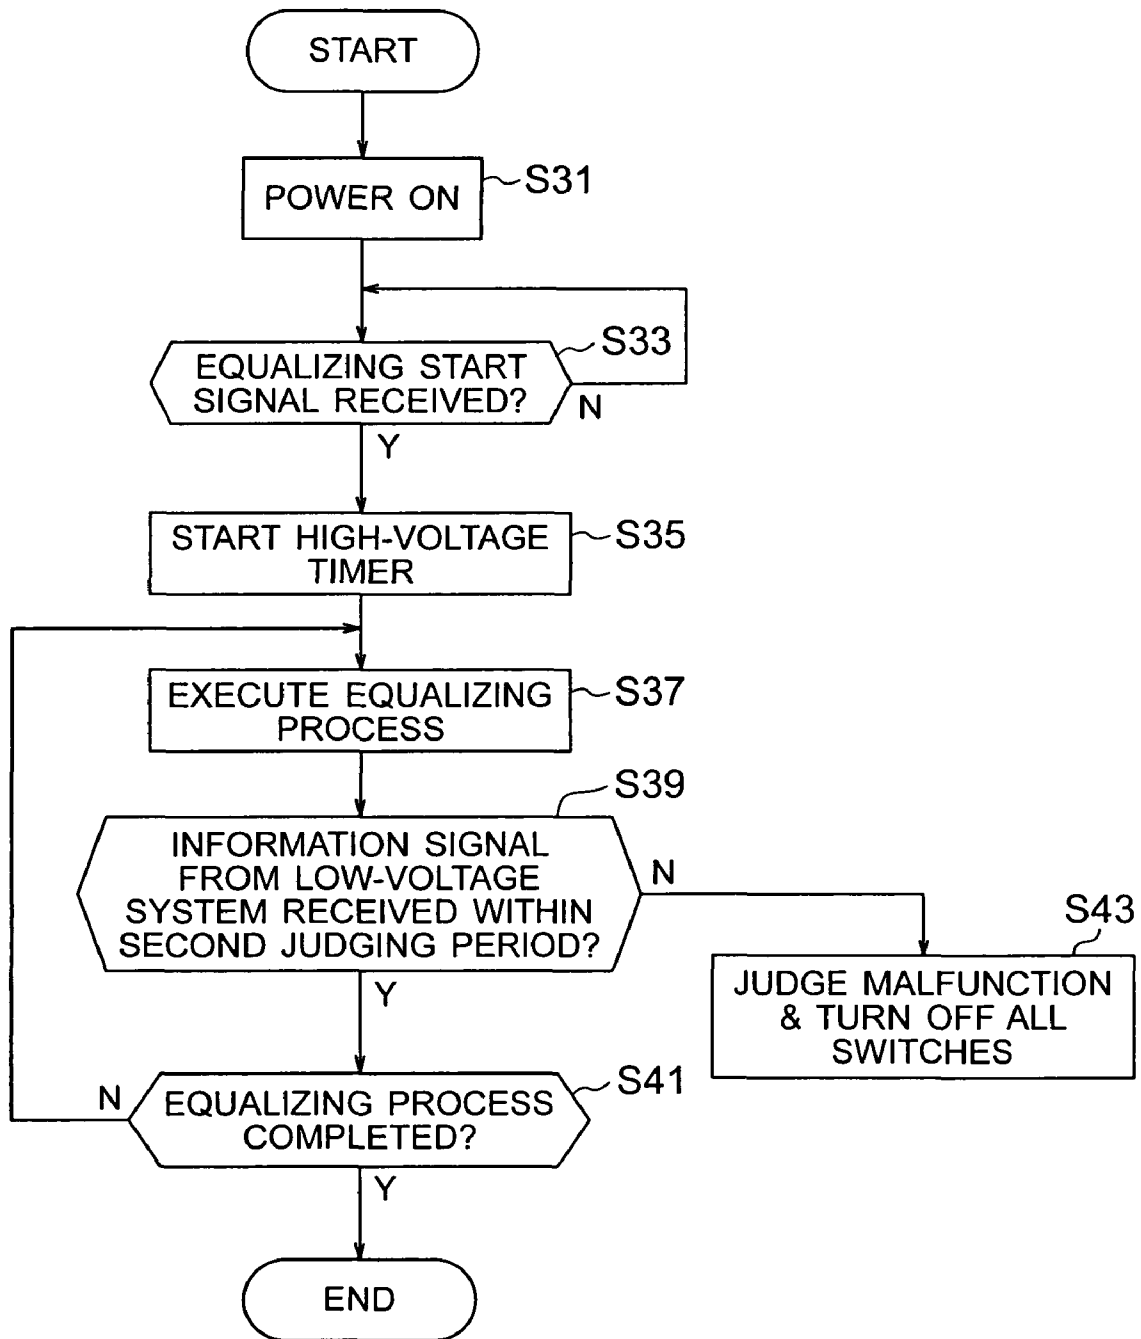 START
POWER ON
S31
EQUALIZING START
SIGNAL RECEIVED?
S33
N
Y
START HIGH-VOLTAGE
TIMER
S35
EXECUTE EQUALIZING
PROCESS
S37
INFORMATION SIGNAL
FROM LOW-VOLTAGE
SYSTEM RECEIVED WITHIN
SECOND JUDGING PERIOD?
S39
N
Y
JUDGE MALFUNCTION
& TURN OFF ALL
SWITCHES
S43
EQUALIZING PROCESS
COMPLETED?
S41
N
Y
END